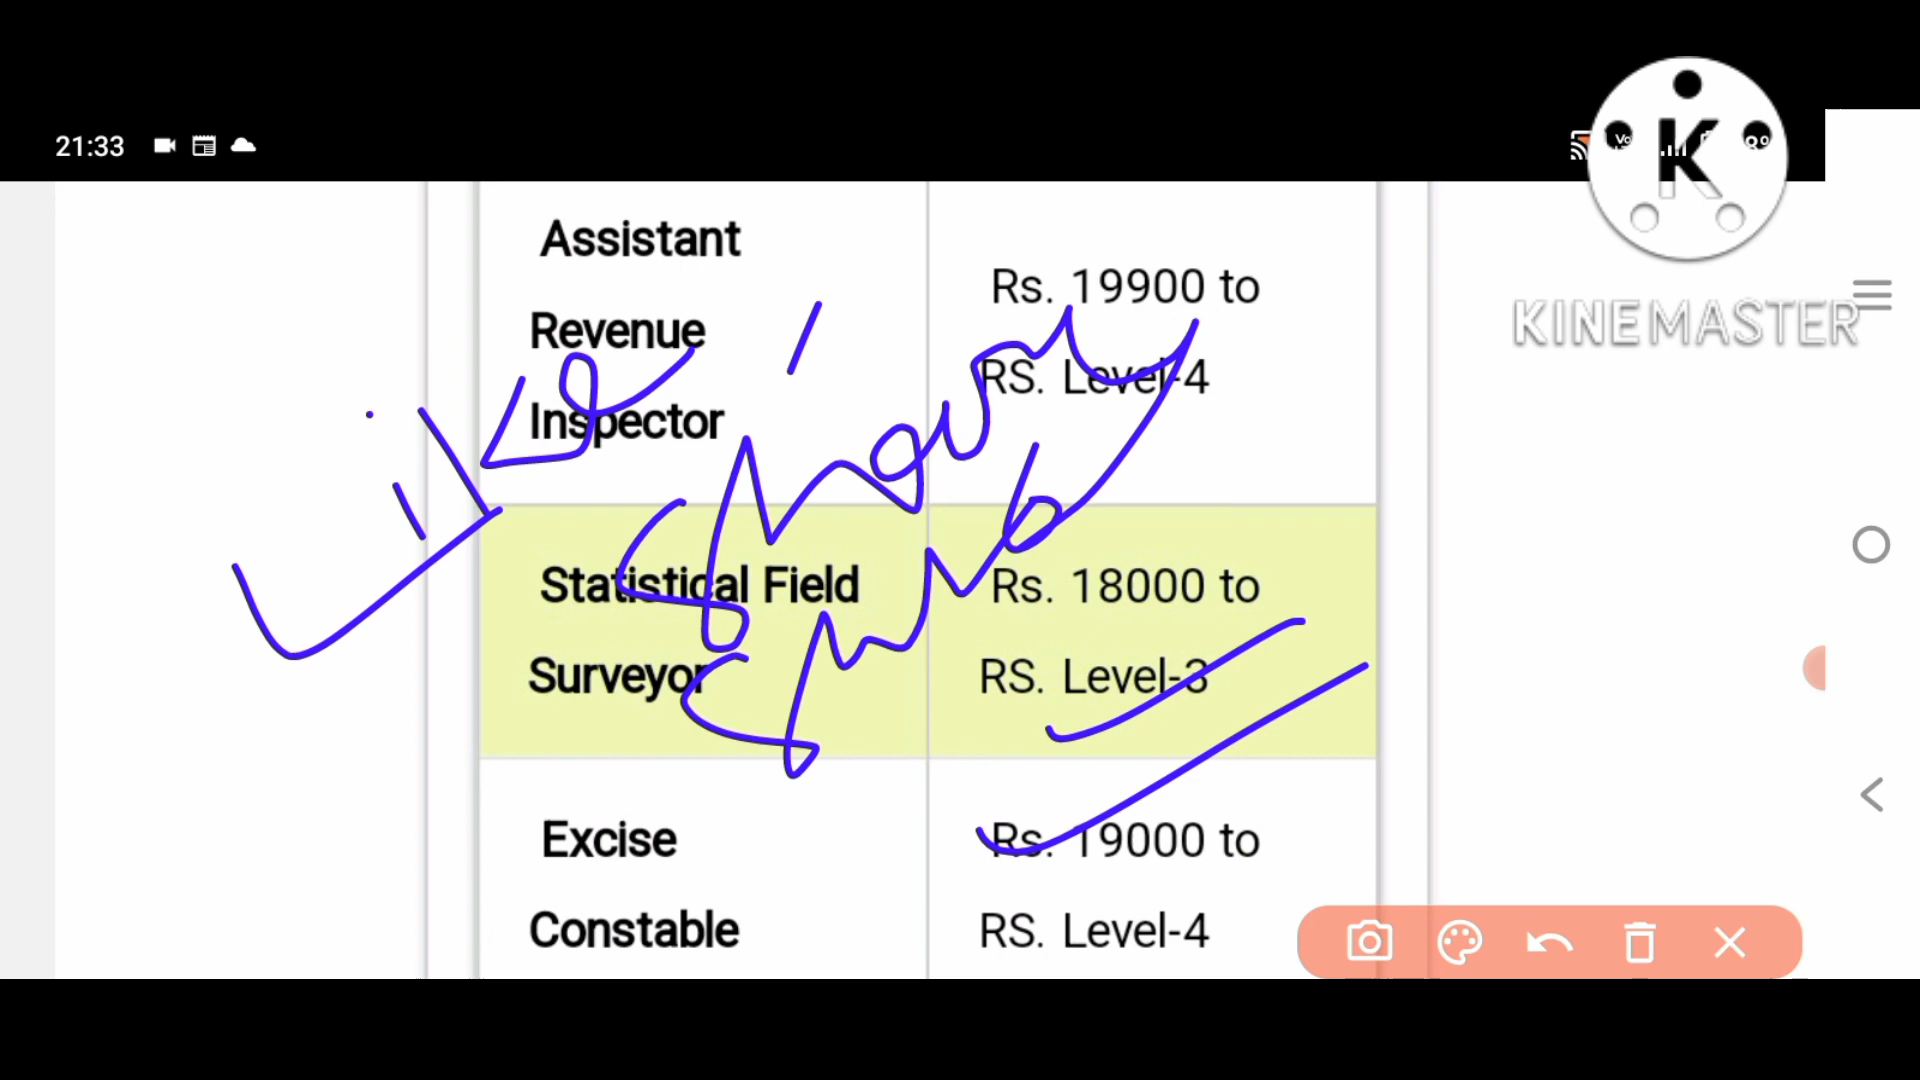 21:33
KINEMASTER
Assistant
Revenue
Inspector
Rs. 19900 to
RS. Level-4
Like
Share
Sub
Statistical Field
Surveyor
Rs. 18000 to
RS. Level-3
Excise
Constable
Rs. 19000 to
RS. Level-4